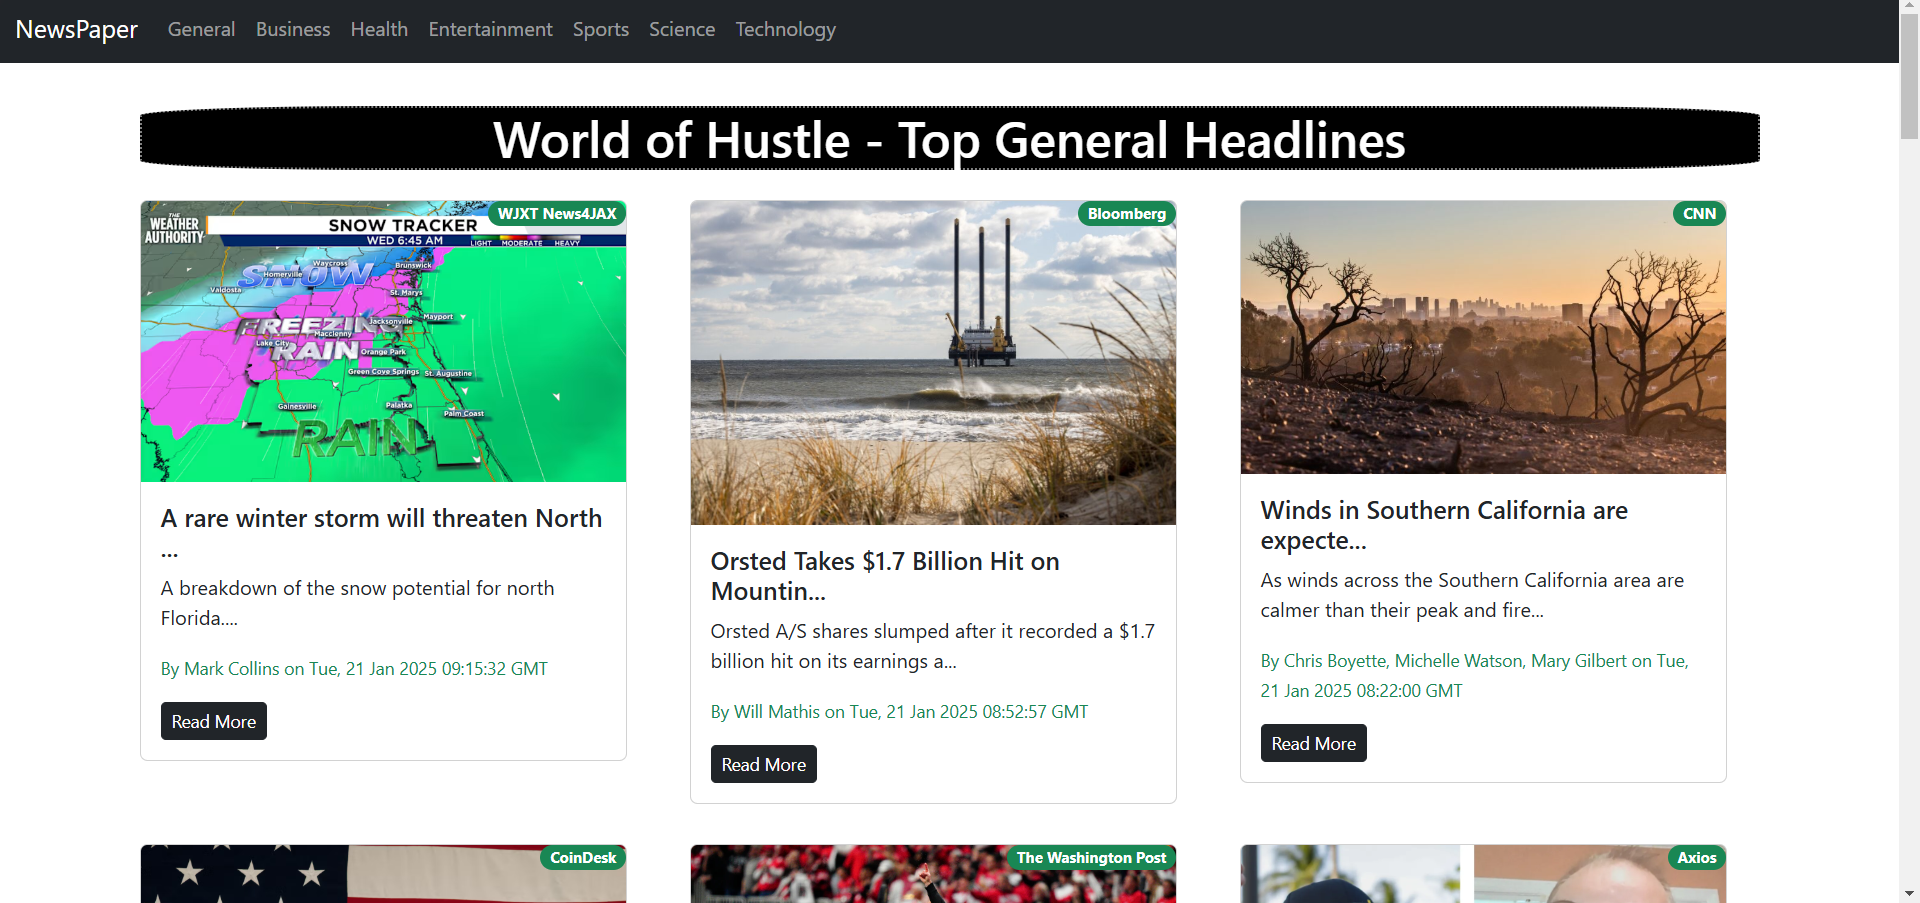 NewsPaper General Business Health Entertainment Sports Science Technology
World of Hustle - Top General Headlines
THE
WEATHER
AUTHORITY
SNOW TRACKER
WED 6:45 AM
LIGHT MODERATE HEAVY
WJXT News4JAX
SNOW
Waycross
Homerville
Brunswick
Valdosta
St. Marys
FREEZING
RAIN
Jacksonville
Mayport
Macclenny
Lake City
Orange Park
Green Cove Springs
St. Augustine
Gainesville
Palatka
Palm Coast
RAIN
A rare winter storm will threaten North
...
A breakdown of the snow potential for north
Florida....
By Mark Collins on Tue, 21 Jan 2025 09:15:32 GMT
Read More
Bloomberg
Orsted Takes $1.7 Billion Hit on
Mountin...
Orsted A/S shares slumped after it recorded a $1.7
billion hit on its earnings a...
By Will Mathis on Tue, 21 Jan 2025 08:52:57 GMT
Read More
CNN
Winds in Southern California are
expecte...
As winds across the Southern California area are
calmer than their peak and fire...
By Chris Boyette, Michelle Watson, Mary Gilbert on Tue,
21 Jan 2025 08:22:00 GMT
Read More
CoinDesk
The Washington Post
Axios